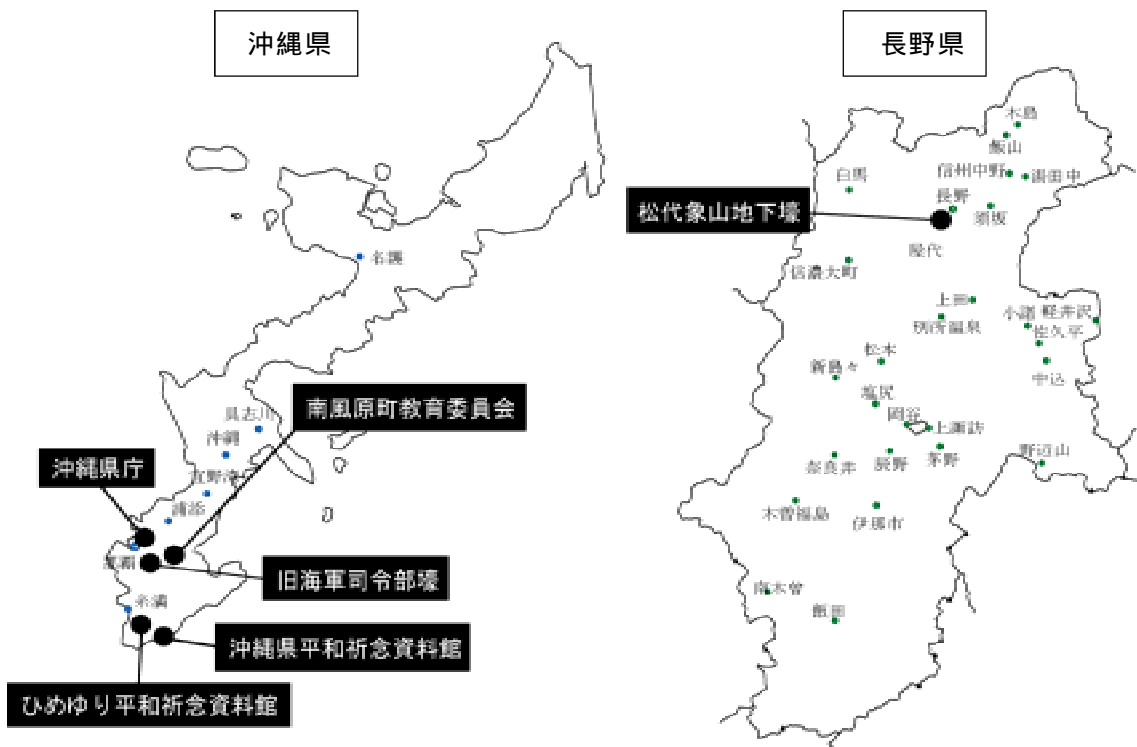 沖縄県
名護
南風原町教育委員会
具志川
沖縄
沖縄県庁
宜野湾
浦添
那覇
旧海軍司令部壕
糸満
沖縄県平和祈念資料館
ひめゆり平和祈念資料館
長野県
木島
飯山
信州中野
湯田中
白馬
長野
須坂
松代象山地下壕
屋代
信濃大町
上田
別所温泉
小諸
軽井沢
佐久平
中込
松本
新島々
塩尻
岡谷
上諏訪
茅野
野辺山
奈良井
辰野
木曽福島
伊那市
南木曽
飯田